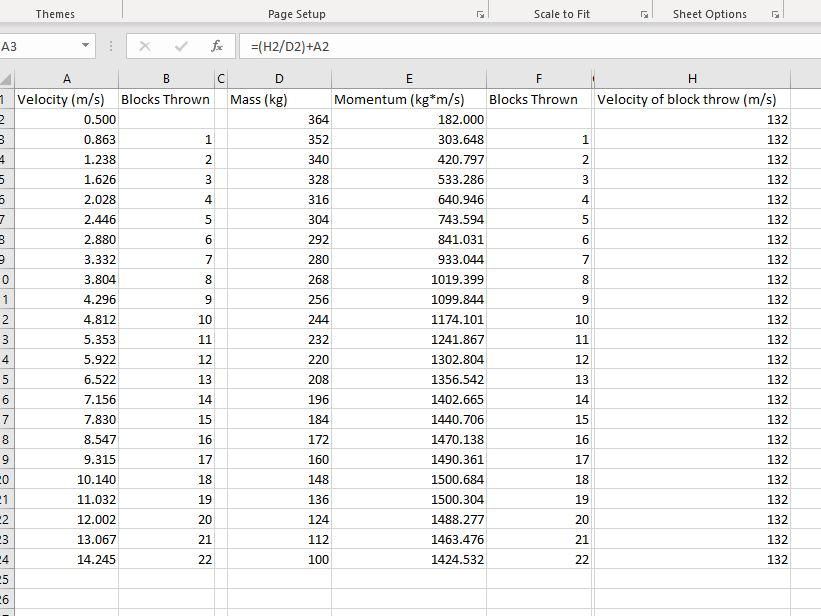 Themes Page Setup Scale to Fit Sheet Options
A3 fx =(H2/D2)+A2
A B C D E F H
1 Velocity (m/s) Blocks Thrown Mass (kg) Momentum (kg*m/s) Blocks Thrown Velocity of block throw (m/s)
2 0.500 364 182.000 132
3 0.863 1 352 303.648 1 132
4 1.238 2 340 420.797 2 132
5 1.626 3 328 533.286 3 132
6 2.028 4 316 640.946 4 132
7 2.446 5 304 743.594 5 132
8 2.880 6 292 841.031 6 132
9 3.332 7 280 933.044 7 132
0 3.804 8 268 1019.399 8 132
1 4.296 9 256 1099.844 9 132
2 4.812 10 244 1174.101 10 132
3 5.353 11 232 1241.867 11 132
4 5.922 12 220 1302.804 12 132
5 6.522 13 208 1356.542 13 132
6 7.156 14 196 1402.665 14 132
7 7.830 15 184 1440.706 15 132
8 8.547 16 172 1470.138 16 132
9 9.315 17 160 1490.361 17 132
20 10.140 18 148 1500.684 18 132
21 11.032 19 136 1500.304 19 132
22 12.002 20 124 1488.277 20 132
23 13.067 21 112 1463.476 21 132
24 14.245 22 100 1424.532 22 132
25
26